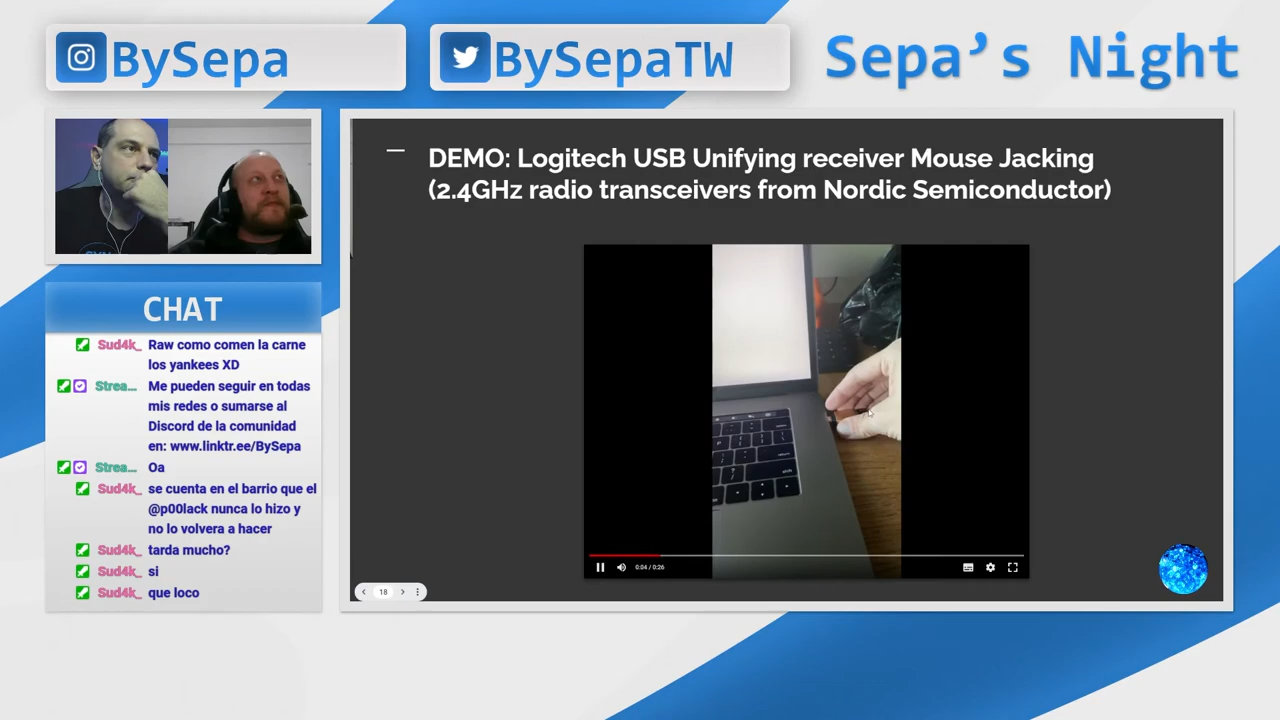 BySepa
BySepaTW
Sepa's Night
DEMO: Logitech USB Unifying receiver Mouse Jacking
(2.4GHz radio transceivers from Nordic Semiconductor)
CHAT
Sud4k_ Raw como comen la carne
los yankees XD
Strea... Me pueden seguir en todas
mis redes o sumarse al
Discord de la comunidad
en: www.linktr.ee/BySepa
Strea... Oa
Sud4k_ se cuenta en el barrio que el
@p00lack nunca lo hizo y
no lo volvera a hacer
Sud4k_ tarda mucho?
Sud4k_ si
Sud4k_ que loco
0:04 / 0:26
18